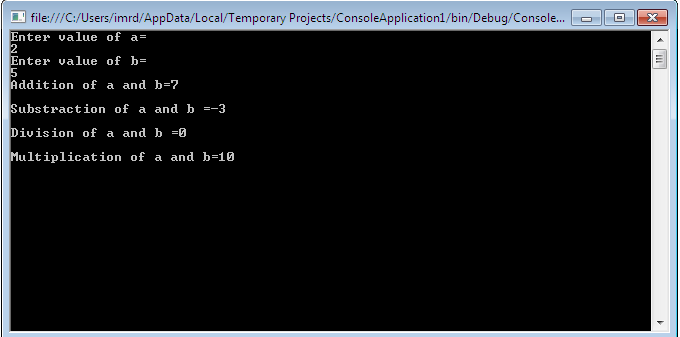 file:///C:/Users/imrd/AppData/Local/Temporary Projects/ConsoleApplication1/bin/Debug/Console...
Enter value of a=
2
Enter value of b=
5
Addition of a and b=7
Substraction of a and b =-3
Division of a and b =0
Multiplication of a and b=10